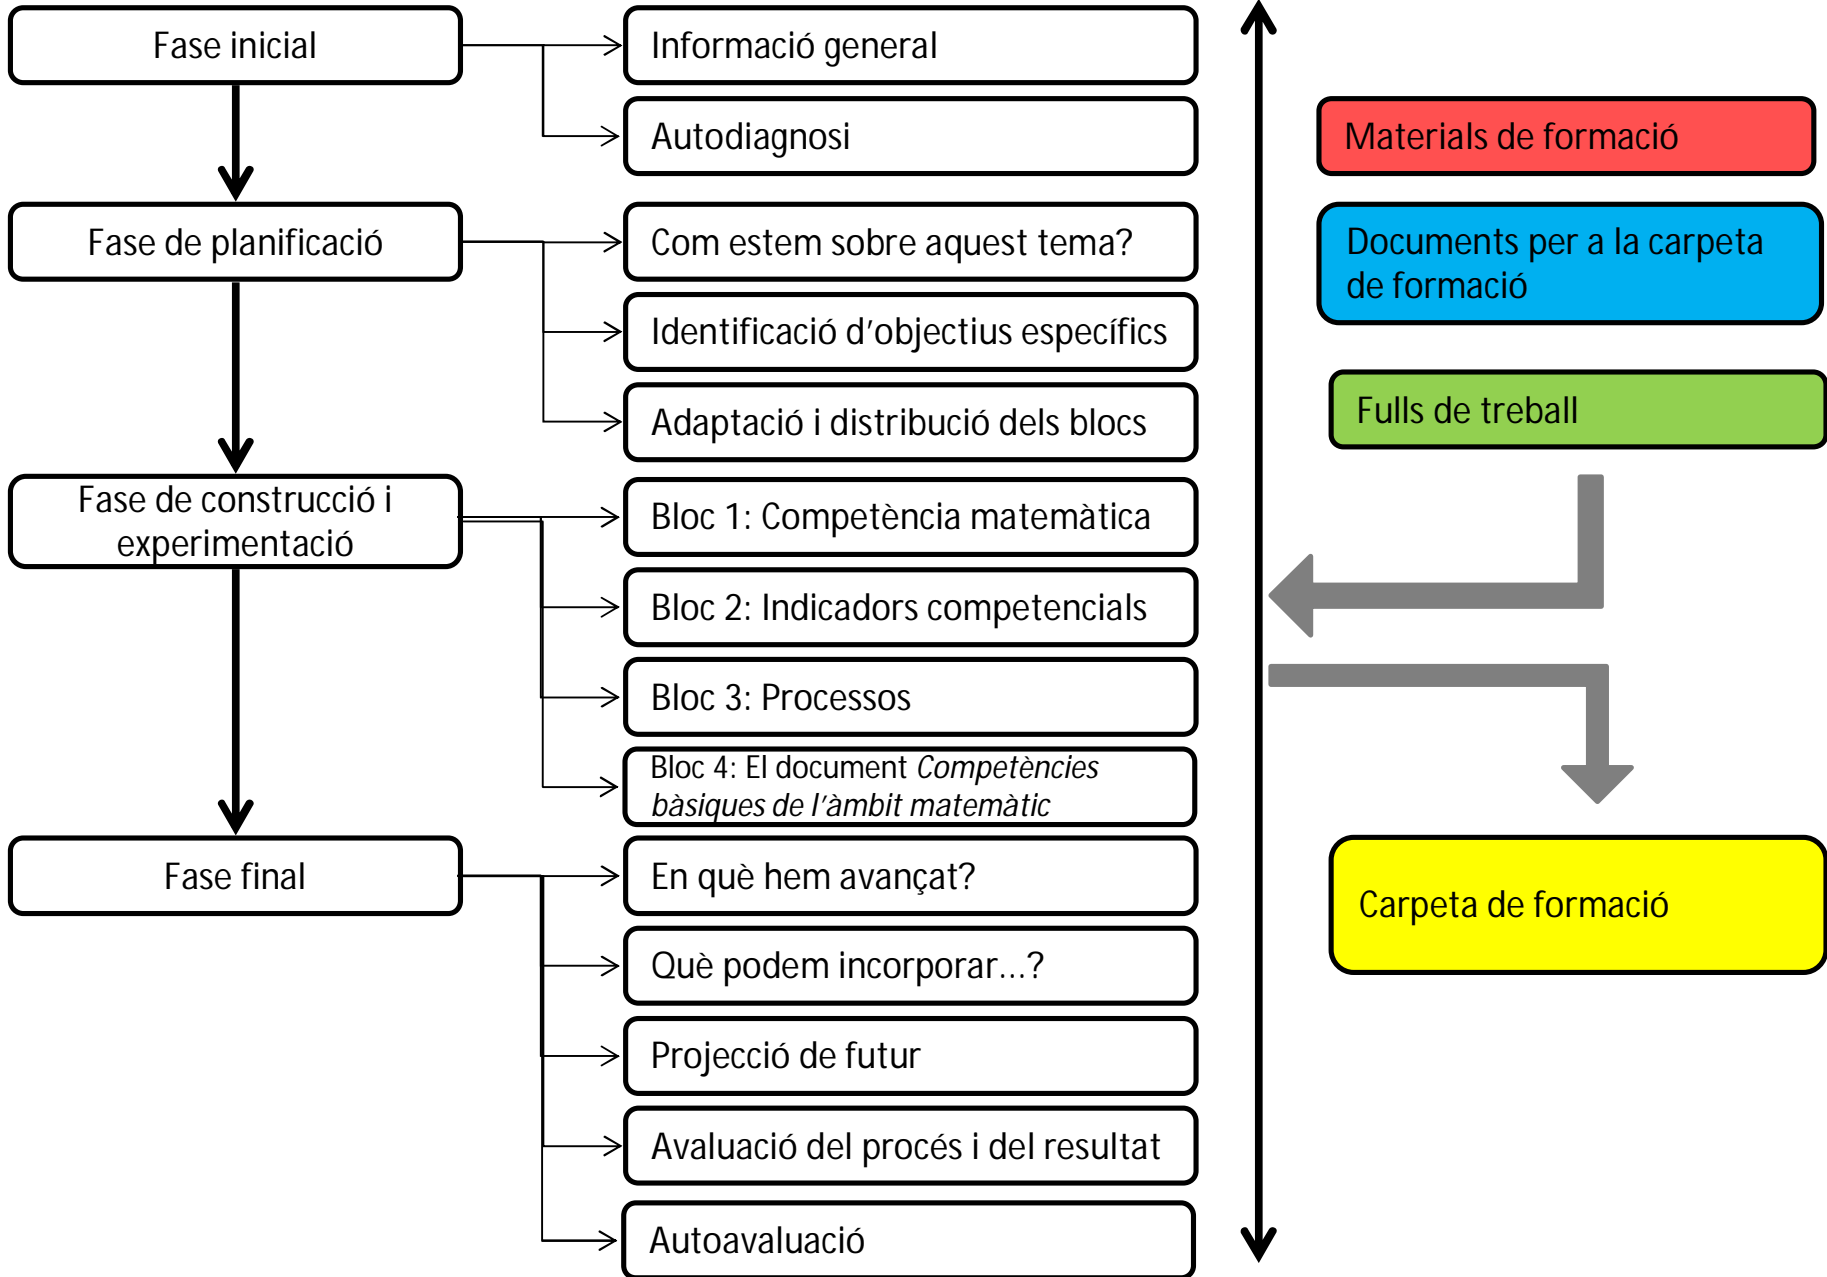 Fase inicial
Informació general
Autodiagnosi
Fase de planificació
Com estem sobre aquest tema?
Identificació d’objectius específics
Adaptació i distribució dels blocs
Fase de construcció i
experimentació
Bloc 1: Competència matemàtica
Bloc 2: Indicadors competencials
Bloc 3: Processos
Bloc 4: El document Competències
bàsiques de l’àmbit matemàtic
Fase final
En què hem avançat?
Què podem incorporar...?
Projecció de futur
Avaluació del procés i del resultat
Autoavaluació
Materials de formació
Documents per a la carpeta
de formació
Fulls de treball
Carpeta de formació